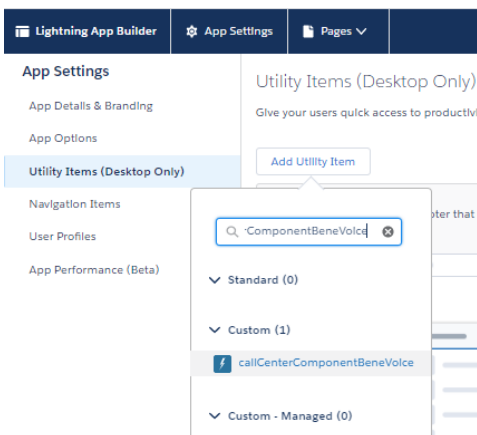 Lightning App Builder
App Settings
Pages
App Settings
Utility Items (Desktop Only)
App Details & Branding
Give your users quick access to productivi
App Options
Add Utility Item
Utility Items (Desktop Only)
Navigation Items
oter that
ComponentBeneVoice
User Profiles
App Performance (Beta)
Standard (0)
Custom (1)
callCenterComponentBeneVoice
Custom - Managed (0)